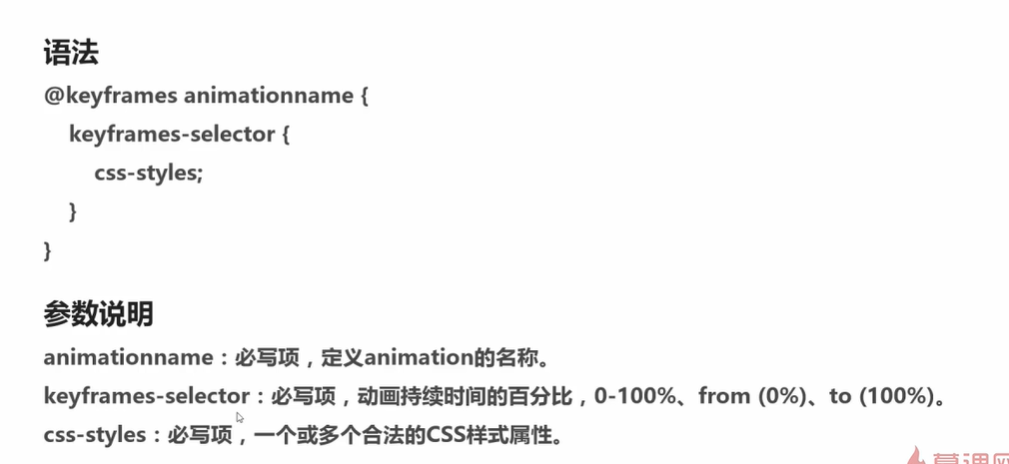 语法
@keyframes animationname {
keyframes-selector {
css-styles;
}
}
参数说明
animationname：必写项，定义animation的名称。
keyframes-selector：必写项，动画持续时间的百分比，0-100%、from (0%)、to (100%)。
css-styles：必写项，一个或多个合法的CSS样式属性。
慕课网